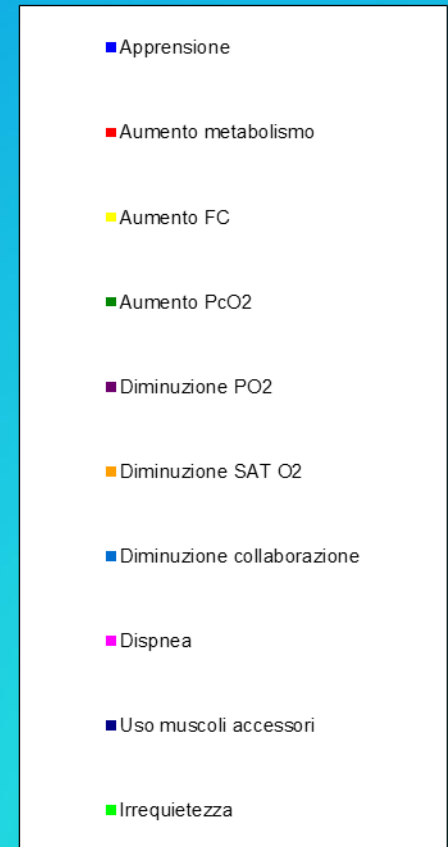 Apprensione
Aumento metabolismo
Aumento FC
Aumento PcO2
Diminuzione PO2
Diminuzione SAT O2
Diminuzione collaborazione
Dispnea
Uso muscoli accessori
Irrequietezza